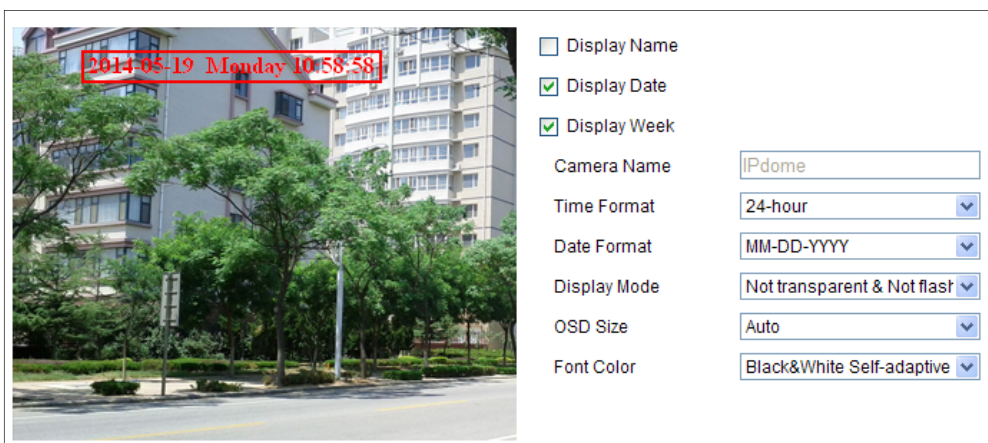 2014-05-19 Monday 10:58:58
Display Name
Display Date
Display Week
Camera Name IPdome
Time Format 24-hour
Date Format MM-DD-YYYY
Display Mode Not transparent & Not flash
OSD Size Auto
Font Color Black&White Self-adaptive